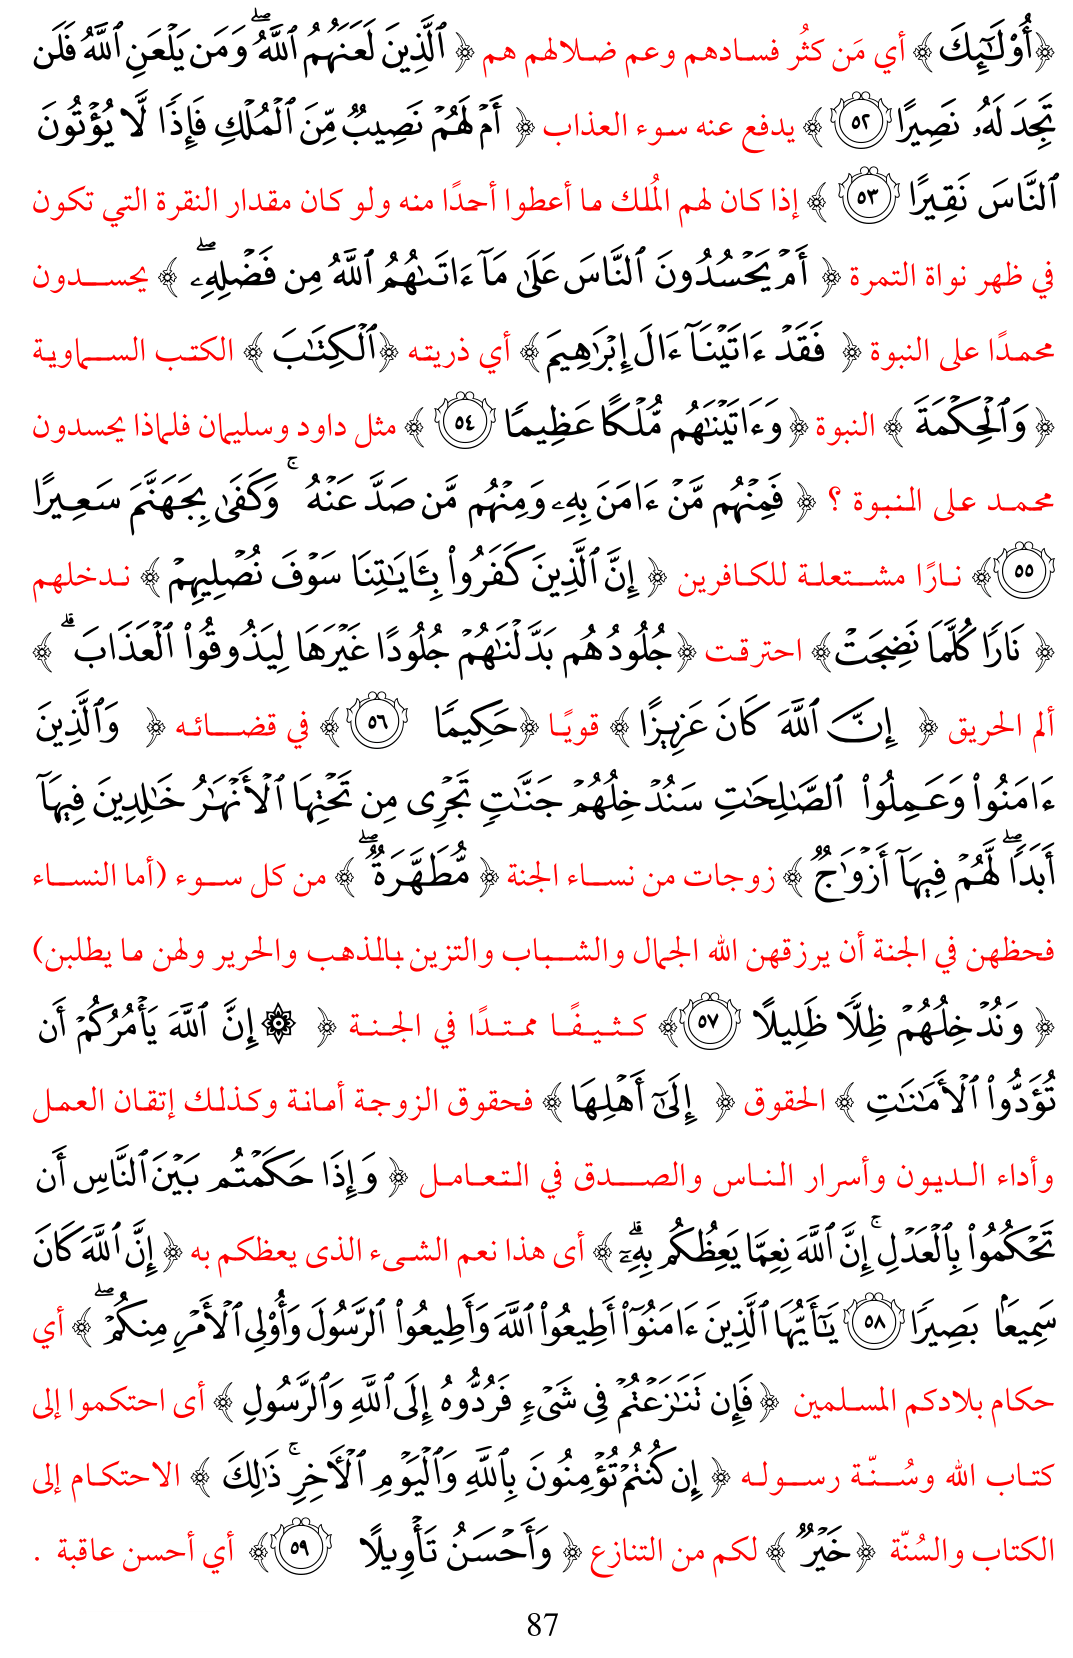 ﴿أُوْلَٰٓئِكَ﴾ أي مَن كثُر فسادهم وعم ضلالهم هم ﴿ ٱلَّذِينَ لَعَنَهُمُ ٱللَّهُۖ وَمَن يَلۡعَنِ ٱللَّهُ فَلَن
تَجِدَ لَهُۥ نَصِيرًا ٥٢ ﴾ يدفع عنه سوء العذاب ﴿ أَمۡ لَهُمۡ نَصِيبٞ مِّنَ ٱلۡمُلۡكِ فَإِذٗا لَّا يُؤۡتُونَ
ٱلنَّاسَ نَقِيرًا ٥٣ ﴾ إذا كان لهم المُلك ما أعطوا أحدًا منه ولو كان مقدار النقرة التي تكون
في ظهر نواة التمرة ﴿ أَمۡ يَحۡسُدُونَ ٱلنَّاسَ عَلَىٰ مَآ ءَاتَىٰهُمُ ٱللَّهُ مِن فَضۡلِهِۦۖ ﴾ يحسدون
محمدًا على النبوة ﴿ فَقَدۡ ءَاتَيۡنَآ ءَالَ إِبۡرَٰهِيمَ﴾ أي ذريته ﴿ٱلۡكِتَٰبَ ﴾ الكتب السماوية
﴿ وَٱلۡحِكۡمَةَ ﴾ النبوة ﴿وَءَاتَيۡنَٰهُم مُّلۡكًا عَظِيمٗا ٥٤ ﴾ مثل داود وسليمان فلماذا يحسدون
محمد على النبوة ؟ ﴿ فَمِنۡهُم مَّنۡ ءَامَنَ بِهِۦ وَمِنۡهُم مَّن صَدَّ عَنۡهُۚ وَكَفَىٰ بِجَهَنَّمَ سَعِيرًا
٥٥ ﴾ نارًا مشتعلة للكافرين ﴿ إِنَّ ٱلَّذِينَ كَفَرُواْ بِـَٔايَٰتِنَا سَوۡفَ نُصۡلِيهِمۡ ﴾ ندخلهم
﴿ نَارٗا كُلَّمَا نَضِجَتۡ﴾ احترقت ﴿جُلُودُهُم بَدَّلۡنَٰهُمۡ جُلُودًا غَيۡرَهَا لِيَذُوقُواْ ٱلۡعَذَابَۗ ﴾
ألم الحريق ﴿ إِنَّ ٱللَّهَ كَانَ عَزِيزًا ﴾ قويًا ﴿حَكِيمٗا ٥٦ ﴾ في قضائه ﴿ وَٱلَّذِينَ
ءَامَنُواْ وَعَمِلُواْ ٱلصَّٰلِحَٰتِ سَنُدۡخِلُهُمۡ جَنَّٰتٖ تَجۡرِي مِن تَحۡتِهَا ٱلۡأَنۡهَٰرُ خَٰلِدِينَ فِيهَآ
أَبَدٗاۖ لَّهُمۡ فِيهَآ أَزۡوَٰجٞ ﴾ زوجات من نساء الجنة ﴿ مُّطَهَّرَةٞۖ ﴾ من كل سوء (أما النساء
فحظهن في الجنة أن يرزقهن الله الجمال والشباب والتزين بالذهب والحرير ولهن ما يطلبن)
﴿ وَنُدۡخِلُهُمۡ ظِلّٗا ظَلِيلًا ٥٧ ﴾ كثيفًا ممتدًا في الجنة ﴿ ۞ إِنَّ ٱللَّهَ يَأۡمُرُكُمۡ أَن
تُؤَدُّواْ ٱلۡأَمَٰنَٰتِ ﴾ الحقوق ﴿ إِلَىٰٓ أَهۡلِهَا ﴾ فحقوق الزوجة أمانة وكذلك إتقان العمل
وأداء الديون وأسرار الناس والصدق في التعامل ﴿ وَإِذَا حَكَمۡتُم بَيۡنَ ٱلنَّاسِ أَن
تَحۡكُمُواْ بِٱلۡعَدۡلِۚ إِنَّ ٱللَّهَ نِعِمَّا يَعِظُكُم بِهِۦٓۗ ﴾ أى هذا نعم الشىء الذى يعظكم به ﴿ إِنَّ ٱللَّهَ كَانَ
سَمِيعَۢا بَصِيرٗا ٥٨ يَٰٓأَيُّهَا ٱلَّذِينَ ءَامَنُوٓاْ أَطِيعُواْ ٱللَّهَ وَأَطِيعُواْ ٱلرَّسُولَ وَأُوْلِي ٱلۡأَمۡرِ مِنكُمۡۖ ﴾ أي
حكام بلادكم المسلمين ﴿ فَإِن تَنَٰزَعۡتُمۡ فِي شَيۡءٖ فَرُدُّوهُ إِلَى ٱللَّهِ وَٱلرَّسُولِ ﴾ أى احتكموا إلى
كتاب الله وسُنّة رسوله ﴿ إِن كُنتُمۡ تُؤۡمِنُونَ بِٱللَّهِ وَٱلۡيَوۡمِ ٱلۡأٓخِرِۚ ذَٰلِكَ ﴾ الاحتكام إلى
الكتاب والسُنّة ﴿خَيۡرٞ ﴾ لكم من التنازع ﴿ وَأَحۡسَنُ تَأۡوِيلًا ٥٩ ﴾ أي أحسن عاقبة .
87